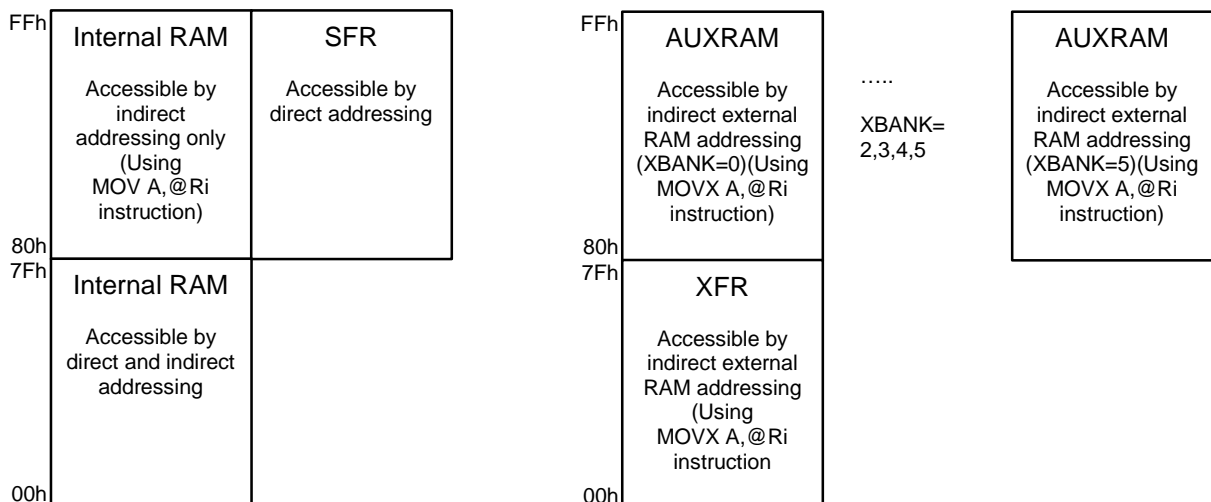 FFh
Internal RAM
Accessible by
indirect
addressing only
(Using
MOV A,@Ri
instruction)
80h
SFR
Accessible by
direct addressing
7Fh
Internal RAM
Accessible by
direct and indirect
addressing
00h
FFh
AUXRAM
Accessible by
indirect external
RAM addressing
(XBANK=0)(Using
MOVX A,@Ri
instruction)
80h
.....
XBANK=
2,3,4,5
AUXRAM
Accessible by
indirect external
RAM addressing
(XBANK=5)(Using
MOVX A,@Ri
instruction)
7Fh
XFR
Accessible by
indirect external
RAM addressing
(Using
MOVX A,@Ri
instruction
00h